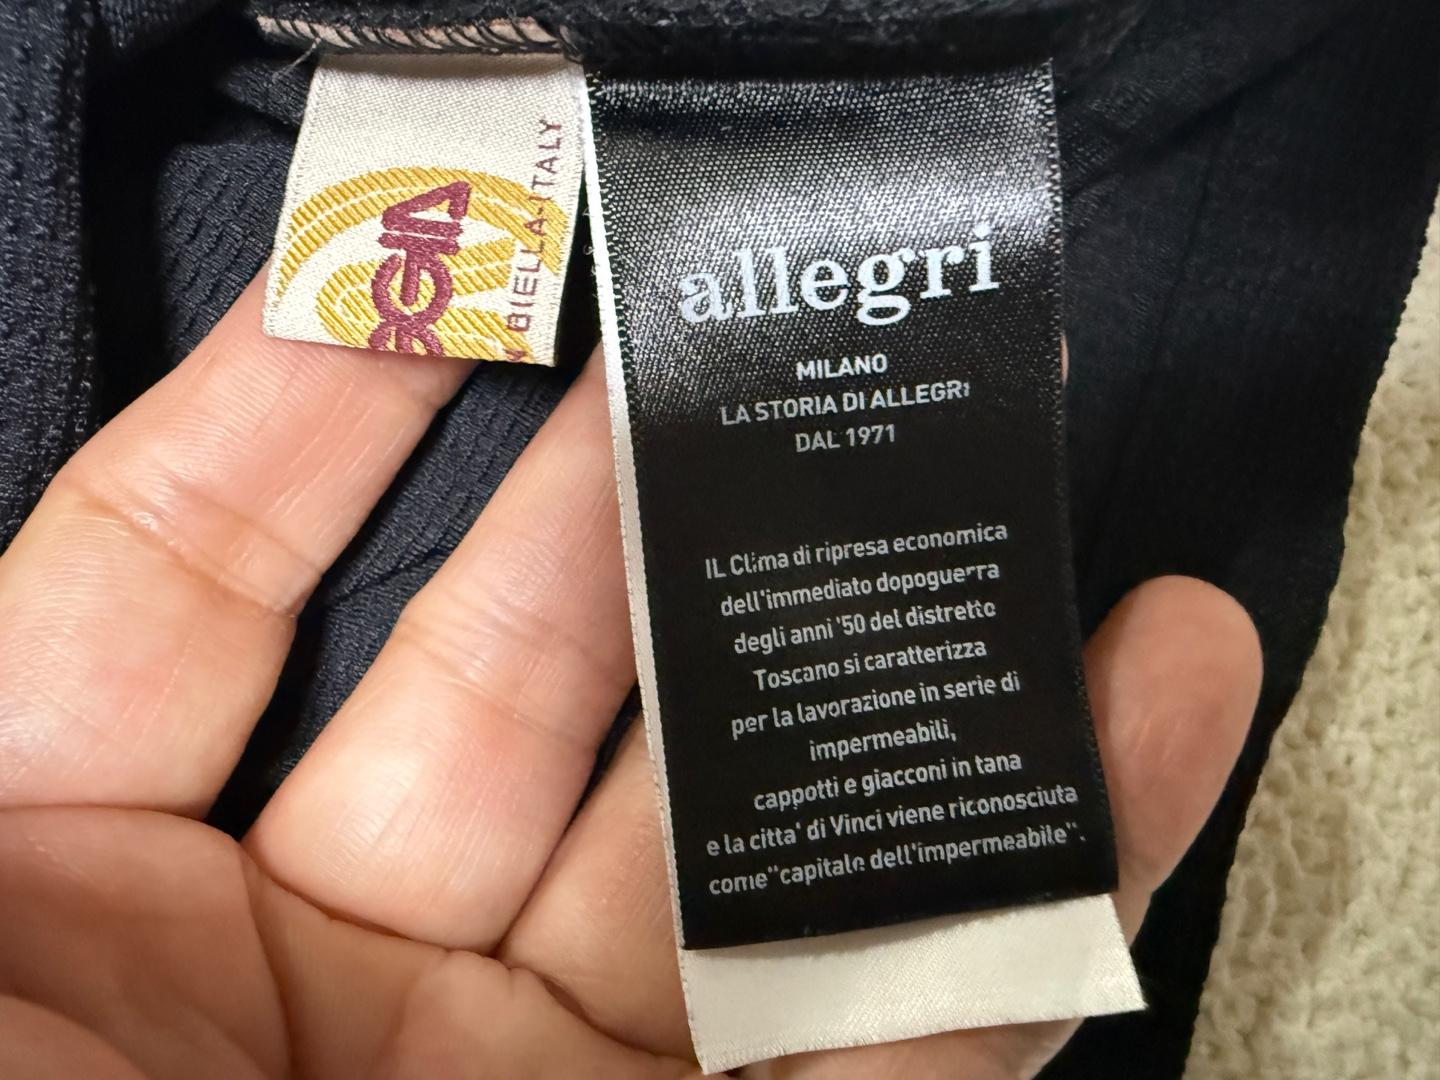 BIELLA-ITALY
allegri
MILANO
LA STORIA DI ALLEGRI
DAL 1971
IL Clima di ripresa economica
dell'immediato dopoguerra
degli anni '50 del distretto
Toscano si caratterizza
per la lavorazione in serie di
impermeabili,
cappotti e giacconi in tana
e la citta' di Vinci viene riconosciuta
come"capitale dell'impermeabile".